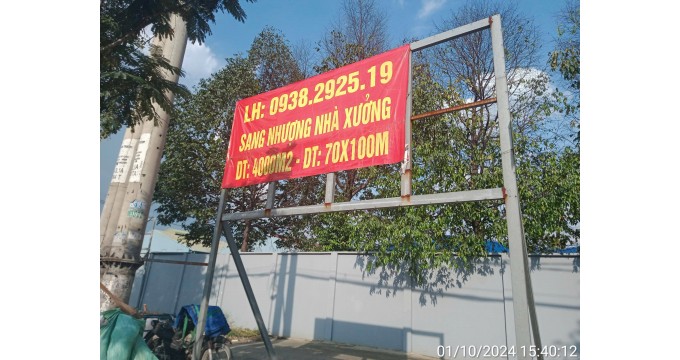 LH: 0938.2925.19
SANG NHƯỢNG NHÀ XƯỞNG
DT: 4000M2 - DT: 70X100M
01/10/2024 15:40:12